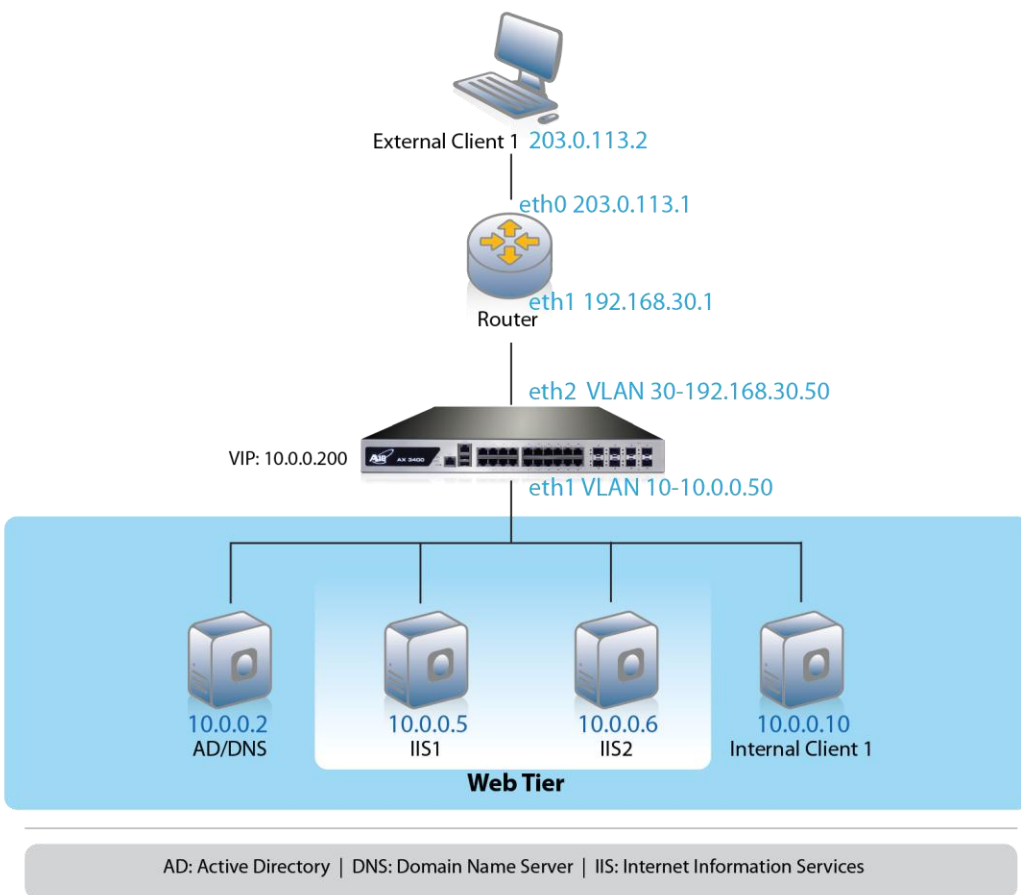 External Client 1 203.0.113.2
eth0 203.0.113.1
eth1 192.168.30.1
Router
eth2 VLAN 30-192.168.30.50
VIP: 10.0.0.200
AX 3400
eth1 VLAN 10-10.0.0.50
10.0.0.2
AD/DNS
10.0.0.5
IIS1
10.0.0.6
IIS2
10.0.0.10
Internal Client 1
Web Tier
AD: Active Directory | DNS: Domain Name Server | IIS: Internet Information Services